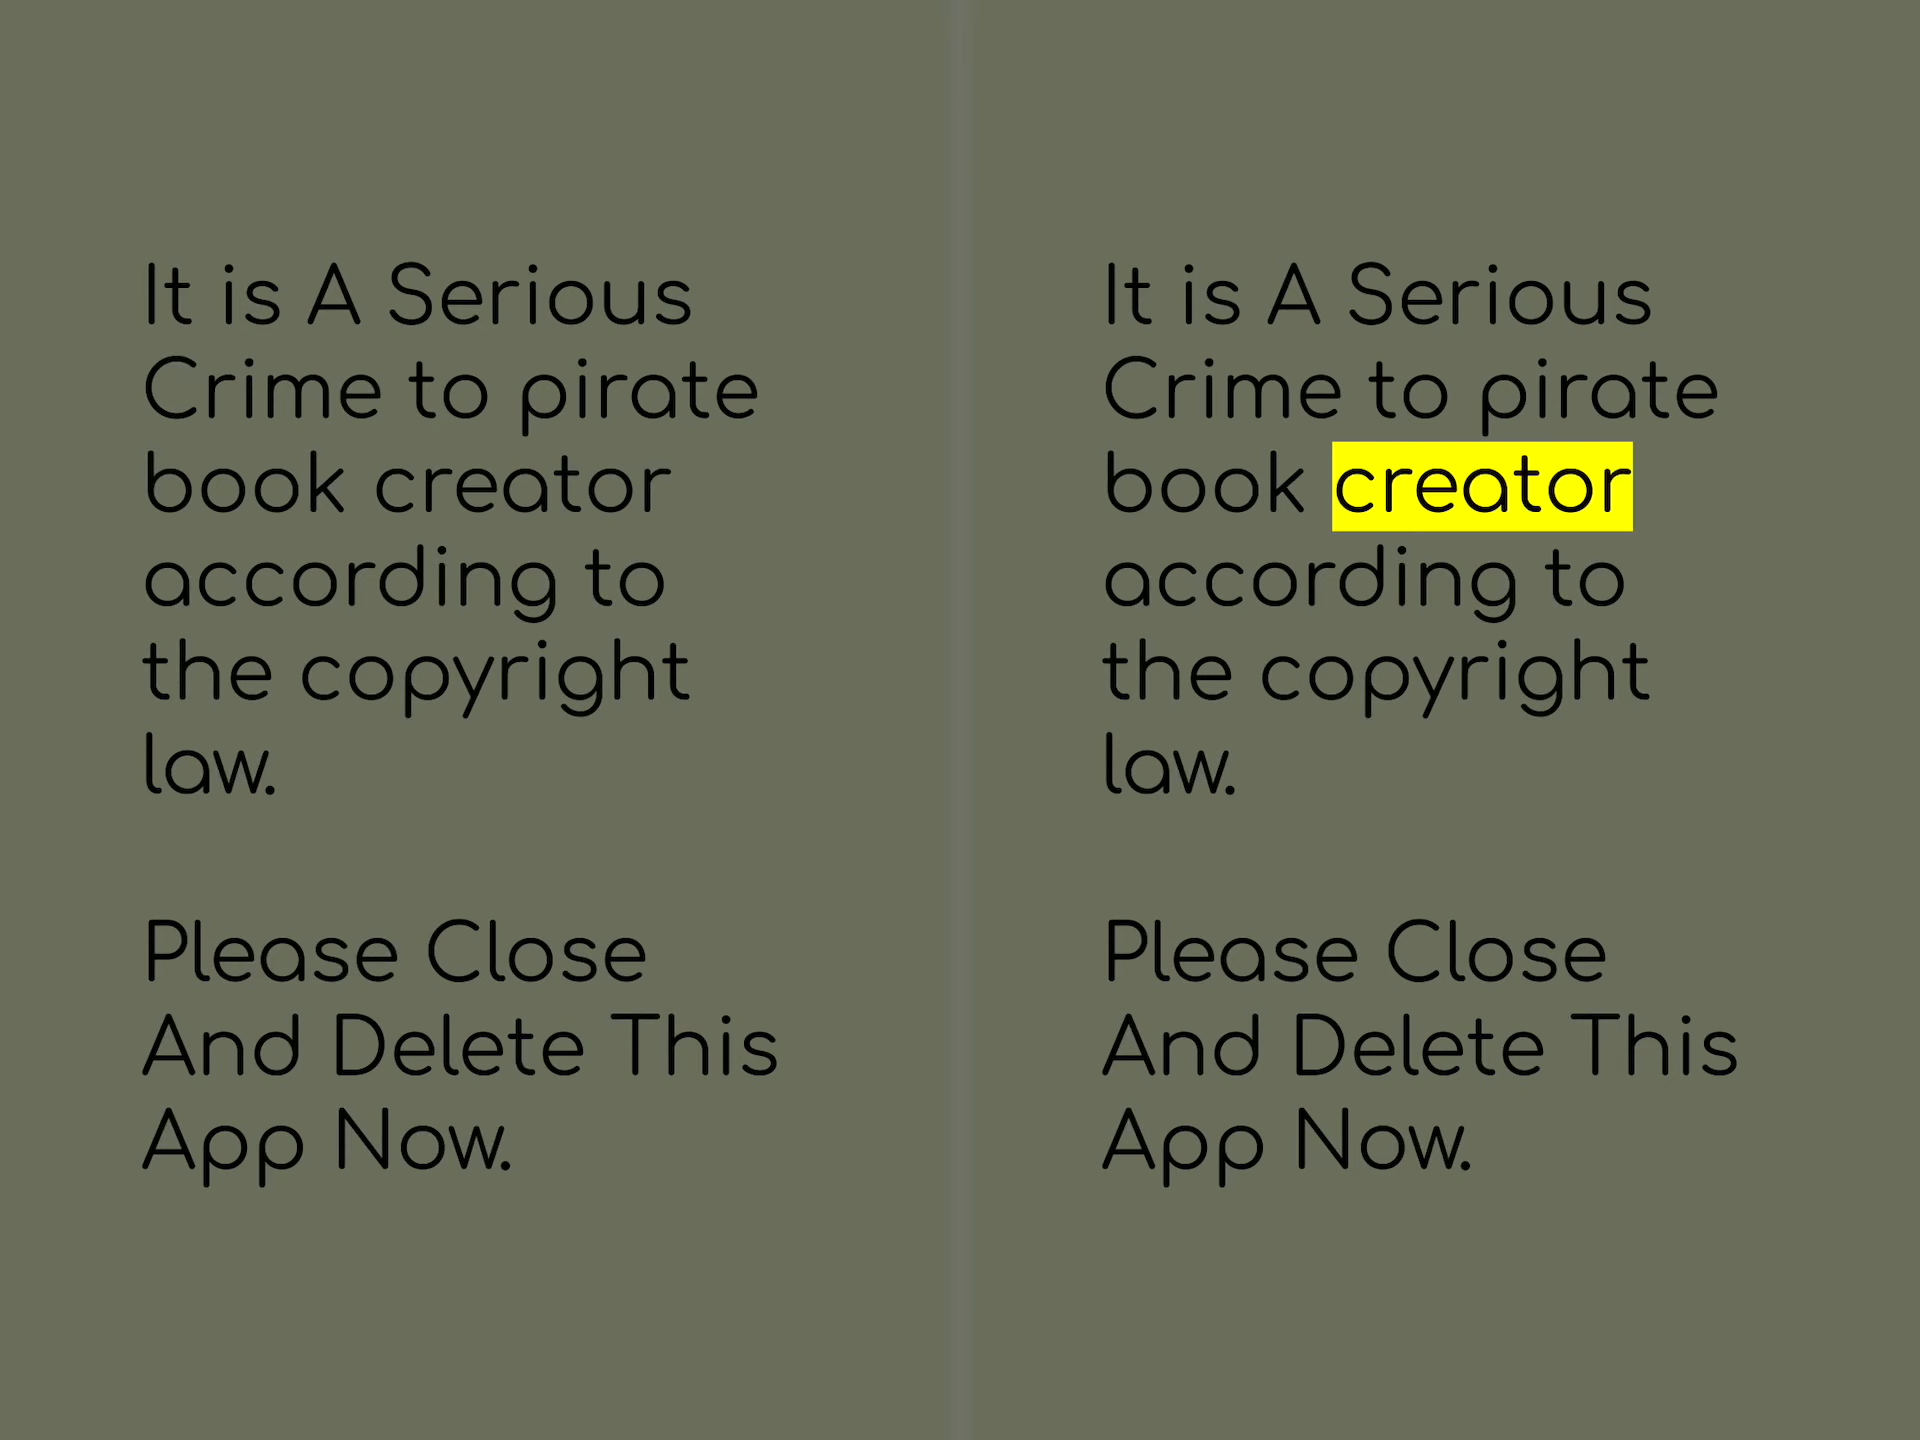 It is A Serious
Crime to pirate
book creator
according to
the copyright
law.
Please Close
And Delete This
App Now.
It is A Serious
Crime to pirate
book creator
according to
the copyright
law.
Please Close
And Delete This
App Now.